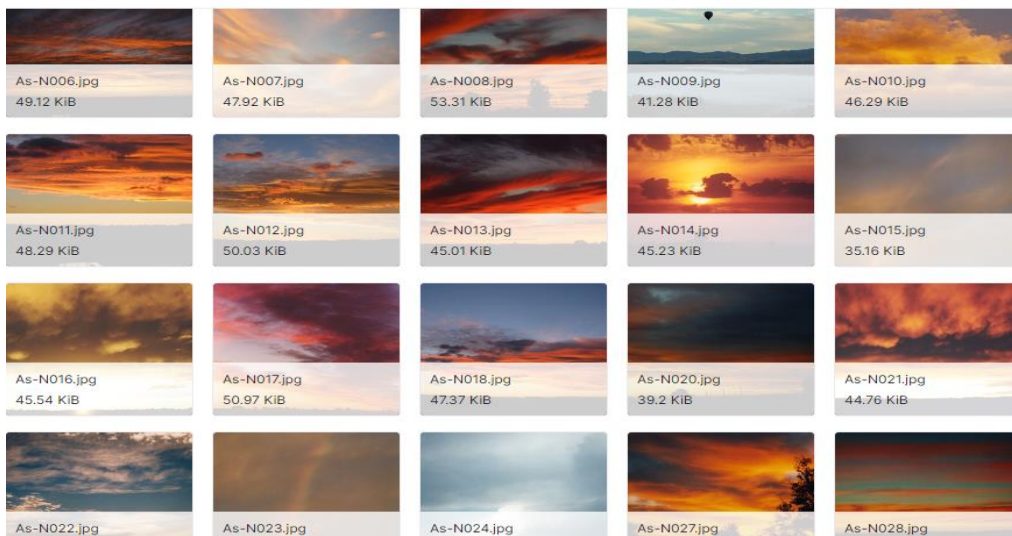 As-N006.jpg
49.12 KiB
As-N007.jpg
47.92 KiB
As-N008.jpg
53.31 KiB
As-N009.jpg
41.28 KiB
As-N010.jpg
46.29 KiB
As-N011.jpg
48.29 KiB
As-N012.jpg
50.03 KiB
As-N013.jpg
45.01 KiB
As-N014.jpg
45.23 KiB
As-N015.jpg
35.16 KiB
As-N016.jpg
45.54 KiB
As-N017.jpg
50.97 KiB
As-N018.jpg
47.37 KiB
As-N020.jpg
39.2 KiB
As-N021.jpg
44.76 KiB
As-N022.jpg
As-N023.jpg
As-N024.jpg
As-N027.jpg
As-N028.jpg